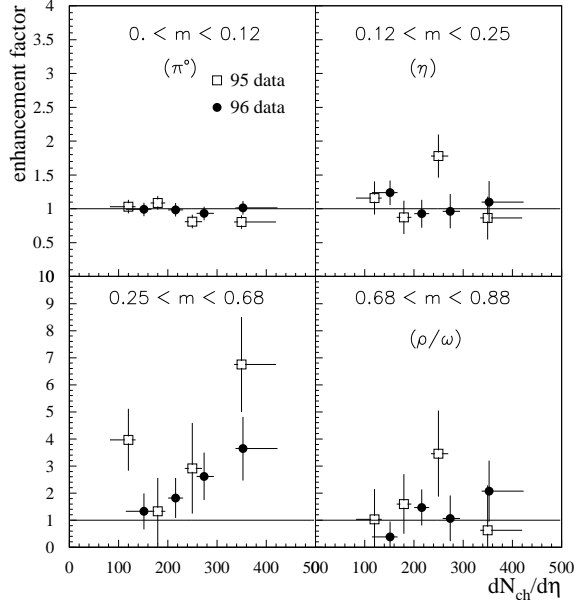 enhancement factor
4
3.5
3
2.5
2
1.5
1
0.5
0. < m < 0.12
(π°)
□ 95 data
● 96 data
0.12 < m < 0.25
(η)
10
9
8
7
6
5
4
3
2
1
0
0.25 < m < 0.68
0.68 < m < 0.88
(ρ/ω)
100 200 300 400 500
0 100 200 300 400 500
dN_ch/dη